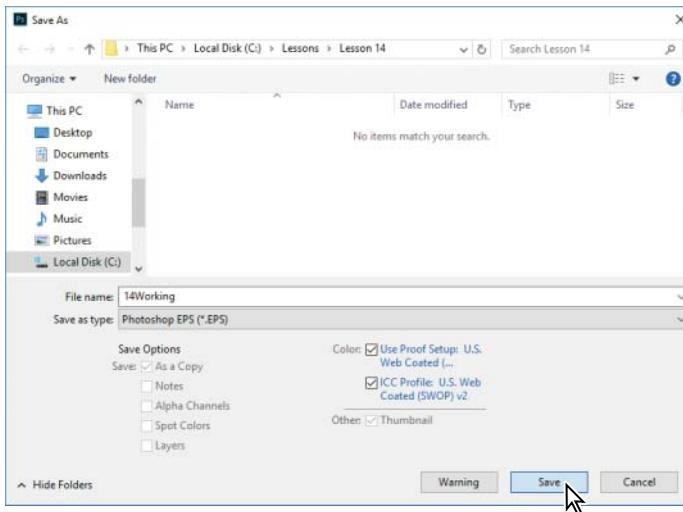 Ps Save As
This PC › Local Disk (C:) › Lessons › Lesson 14
Search Lesson 14
Organize
New folder
This PC
Desktop
Documents
Downloads
Movies
Music
Pictures
Local Disk (C:)
Name
Date modified
Type
Size
No items match your search.
File name: 14Working
Save as type: Photoshop EPS (*.EPS)
Save Options
Save: As a Copy
Notes
Alpha Channels
Spot Colors
Layers
Color: Use Proof Setup: U.S.
Web Coated (...
ICC Profile: U.S. Web
Coated (SWOP) v2
Other: Thumbnail
Hide Folders
Warning
Save
Cancel